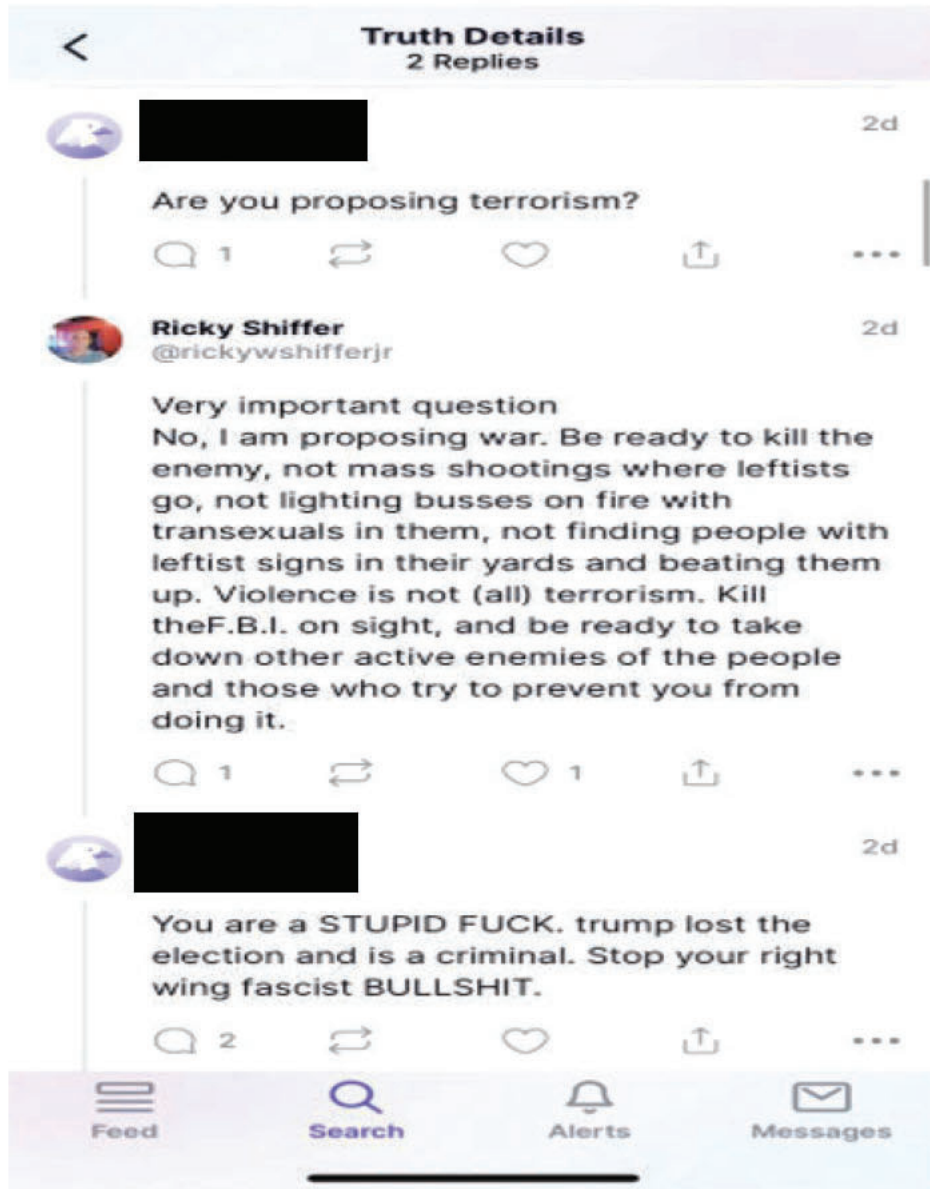 Truth Details
2 Replies
2d
Are you proposing terrorism?
1
Ricky Shiffer
2d
@rickywshifferjr
Very important question
No, I am proposing war. Be ready to kill the
enemy, not mass shootings where leftists
go, not lighting busses on fire with
transexuals in them, not finding people with
leftist signs in their yards and beating them
up. Violence is not (all) terrorism. Kill
theF.B.I. on sight, and be ready to take
down other active enemies of the people
and those who try to prevent you from
doing it.
1 1
2d
You are a STUPID FUCK. trump lost the
election and is a criminal. Stop your right
wing fascist BULLSHIT.
2
Feed Search Alerts Messages